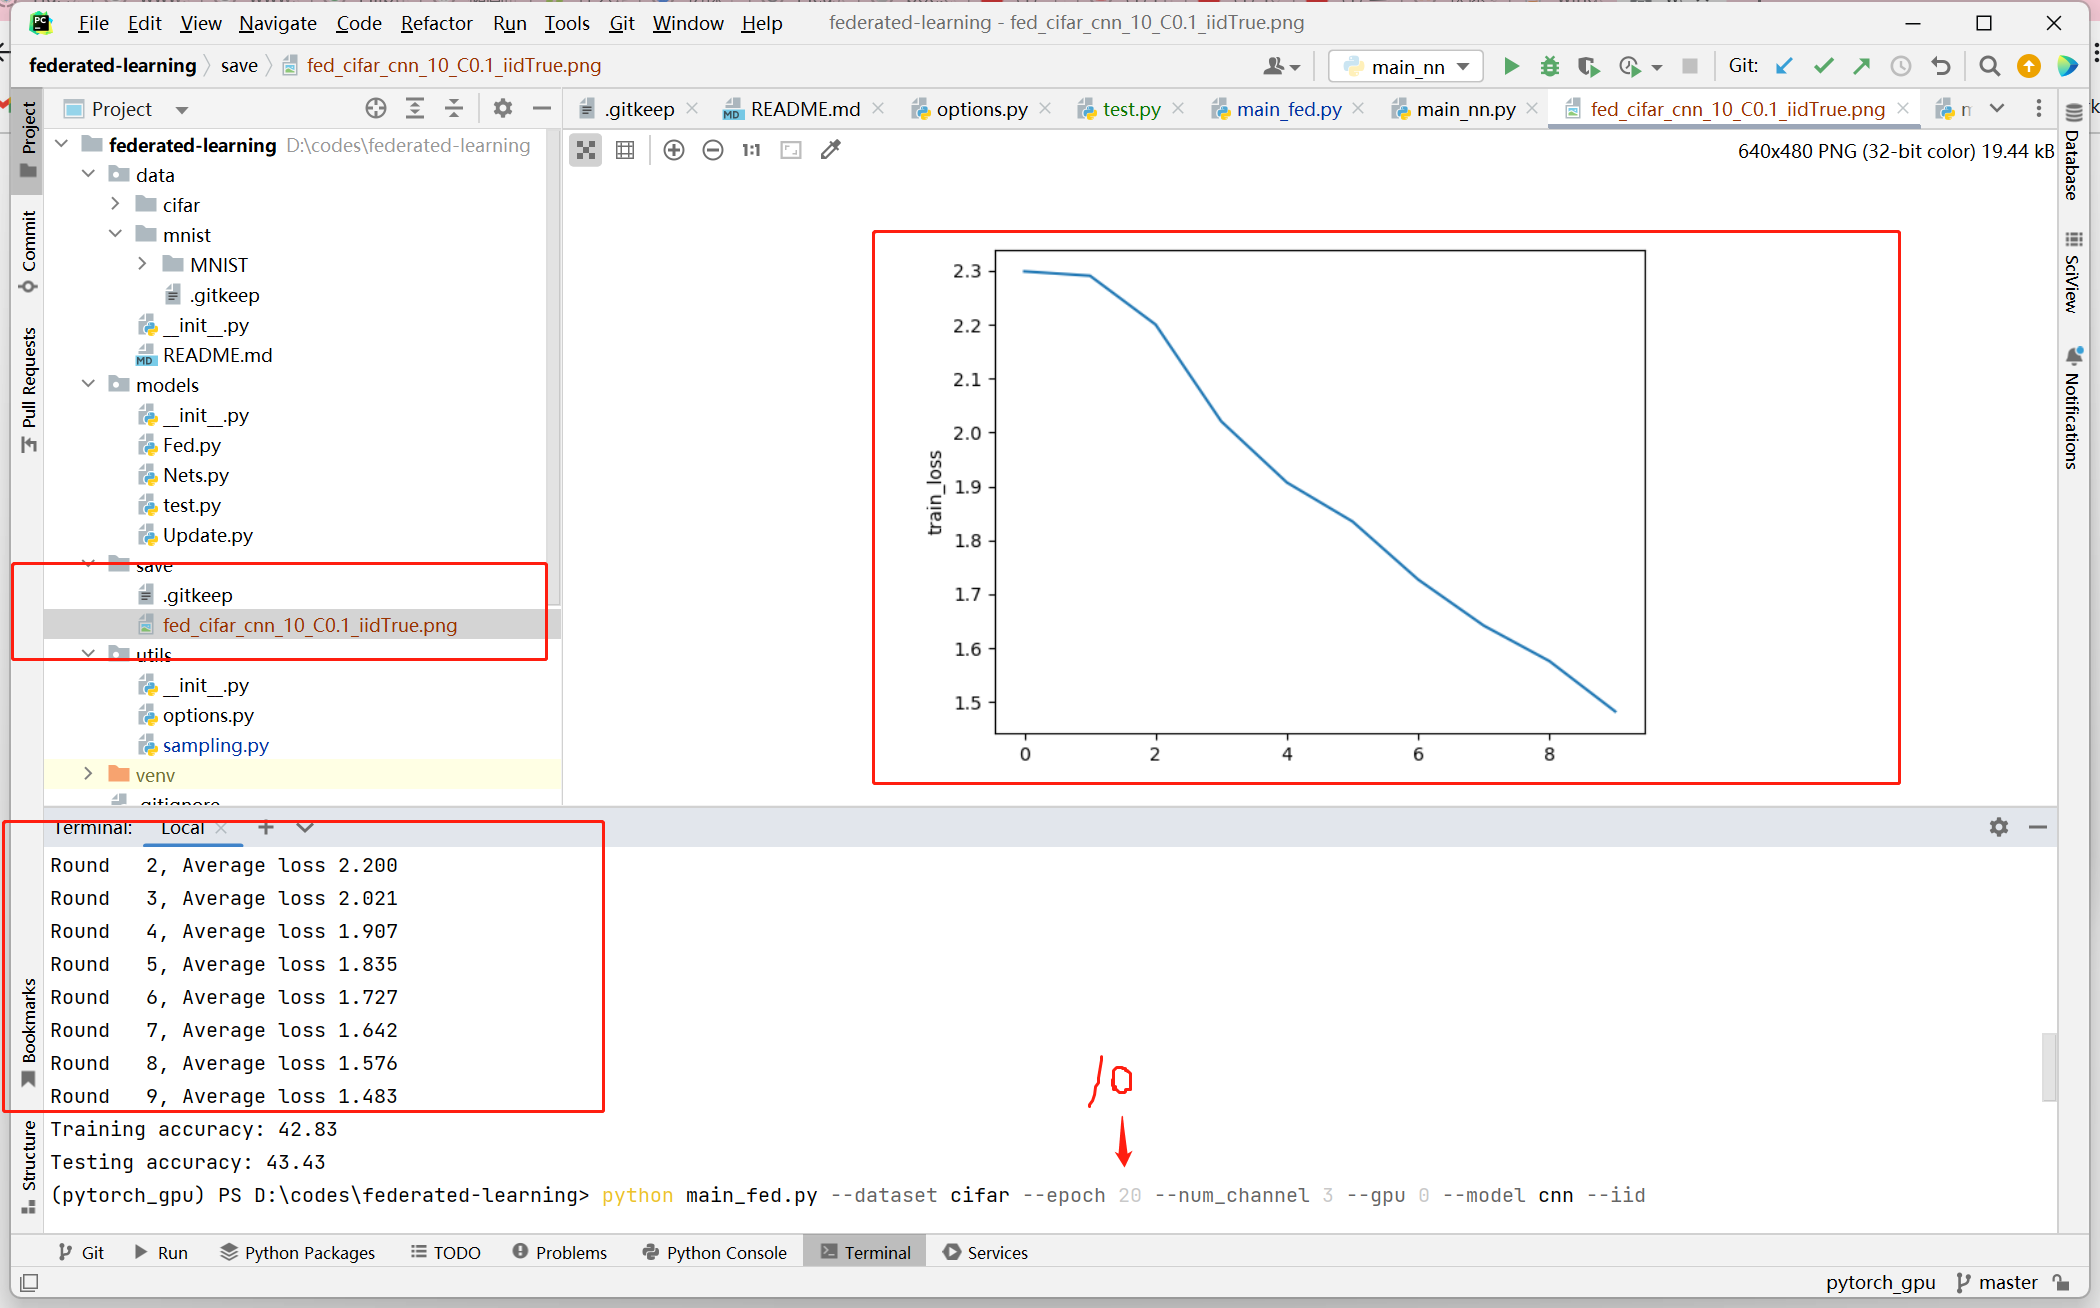 File Edit View Navigate Code Refactor Run Tools Git Window Help federated-learning - fed_cifar_cnn_10_C0.1_iidTrue.png
federated-learning save fed_cifar_cnn_10_C0.1_iidTrue.png main_nn Git:
Project .gitkeep README.md options.py test.py main_fed.py main_nn.py fed_cifar_cnn_10_C0.1_iidTrue.png
1:1 640x480 PNG (32-bit color) 19.44 kB
Project
Commit
Pull Requests
federated-learning D:\codes\federated-learning
data
cifar
mnist
MNIST
.gitkeep
__init__.py
README.md
models
__init__.py
Fed.py
Nets.py
test.py
Update.py
save
.gitkeep
fed_cifar_cnn_10_C0.1_iidTrue.png
utils
__init__.py
options.py
sampling.py
venv
.gitignore
2.3
2.2
2.1
2.0
1.9
1.8
1.7
1.6
1.5
train_loss
0 2 4 6 8
Database
SciView
Notifications
Terminal: Local
Round   2, Average loss 2.200
Round   3, Average loss 2.021
Round   4, Average loss 1.907
Round   5, Average loss 1.835
Round   6, Average loss 1.727
Round   7, Average loss 1.642
Round   8, Average loss 1.576
Round   9, Average loss 1.483
Training accuracy: 42.83
Testing accuracy: 43.43
10
(pytorch_gpu) PS D:\codes\federated-learning> python main_fed.py --dataset cifar --epoch 20 --num_channel 3 --gpu 0 --model cnn --iid
Bookmarks
Structure
Git Run Python Packages TODO Problems Python Console Terminal Services
pytorch_gpu master